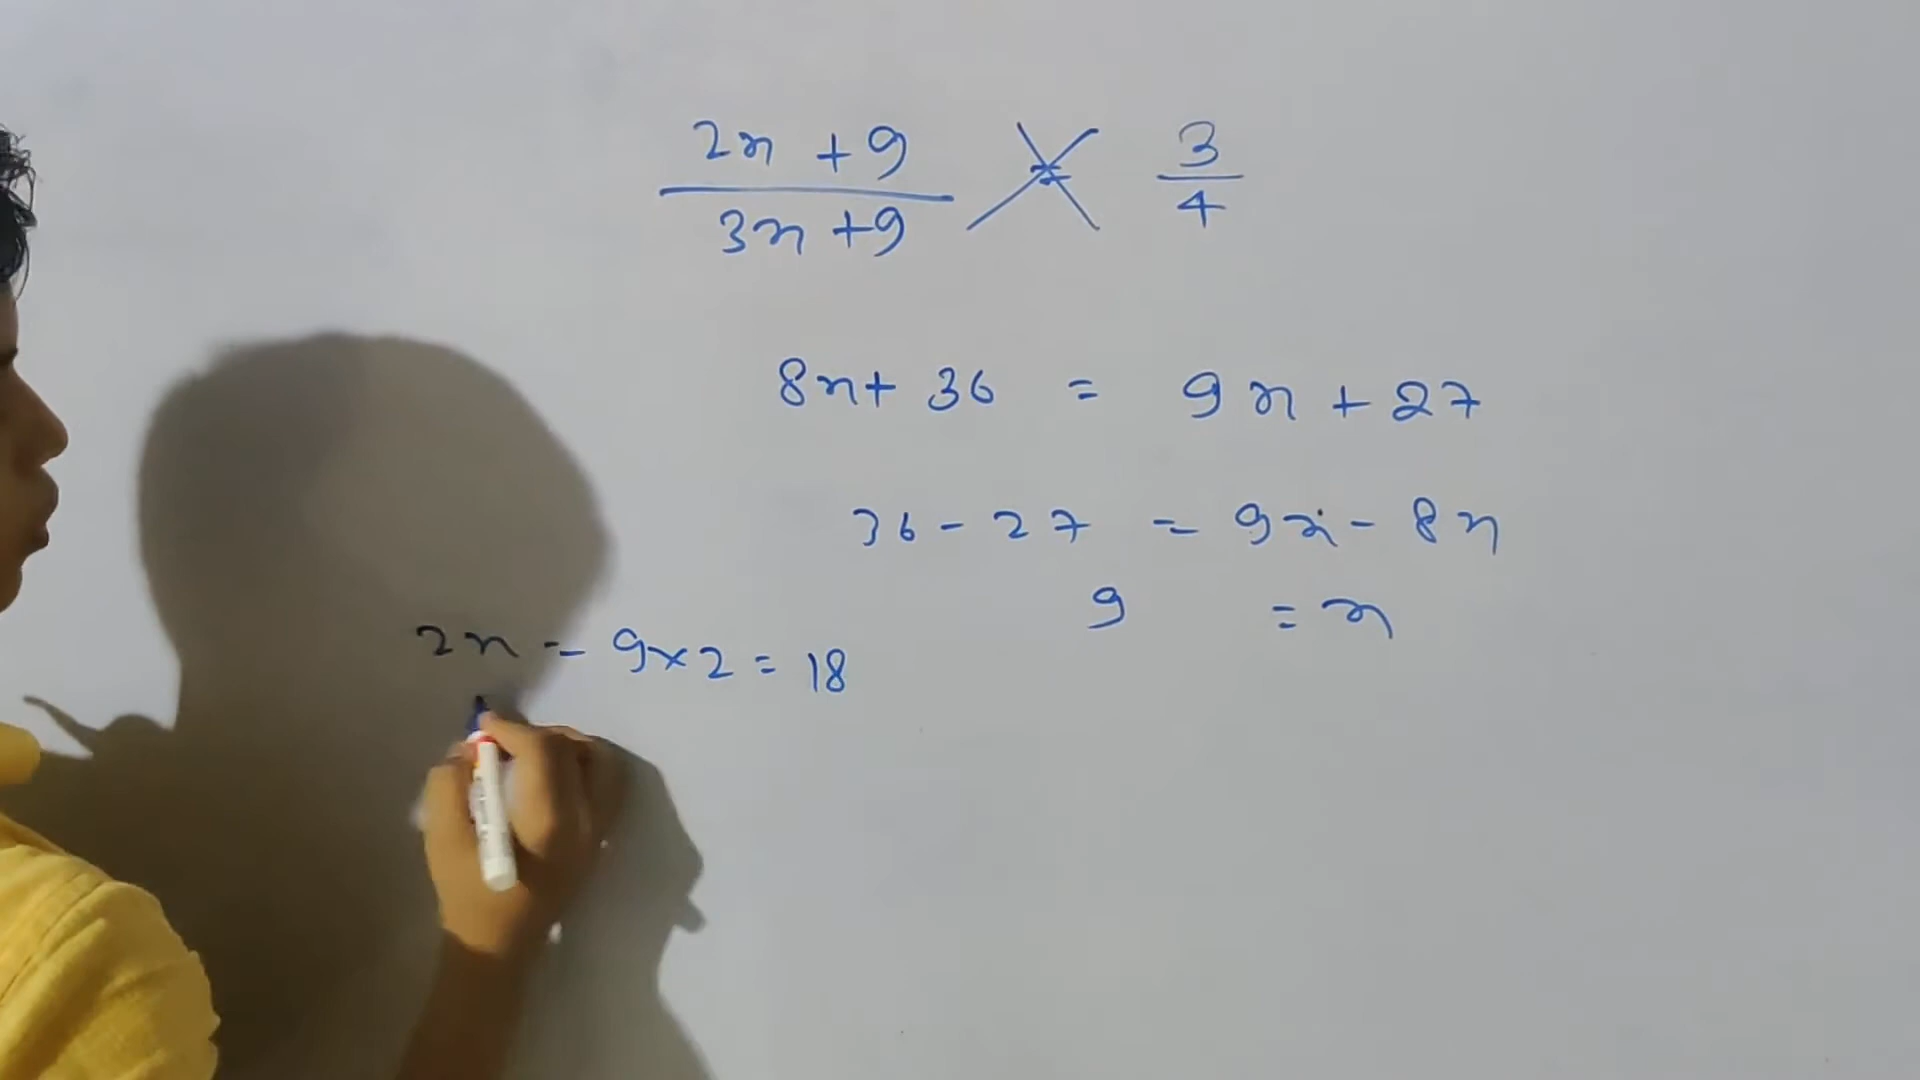 2x + 9 / 3x + 9 = 3 / 4
8x + 36 = 9x + 27
36 - 27 = 9x - 8x
9 = x
2x = 9 × 2 = 18